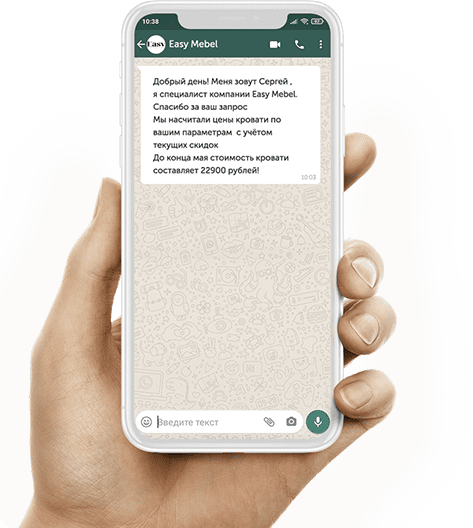 10:38
Easy Easy Mebel
Добрый день! Меня зовут Сергей ,
я специалист компании Easy Mebel.
Спасибо за ваш запрос
Мы насчитали цены кровати по
вашим параметрам с учётом
текущих скидок
До конца мая стоимость кровати
составляет 22900 рублей!
10:03
Введите текст